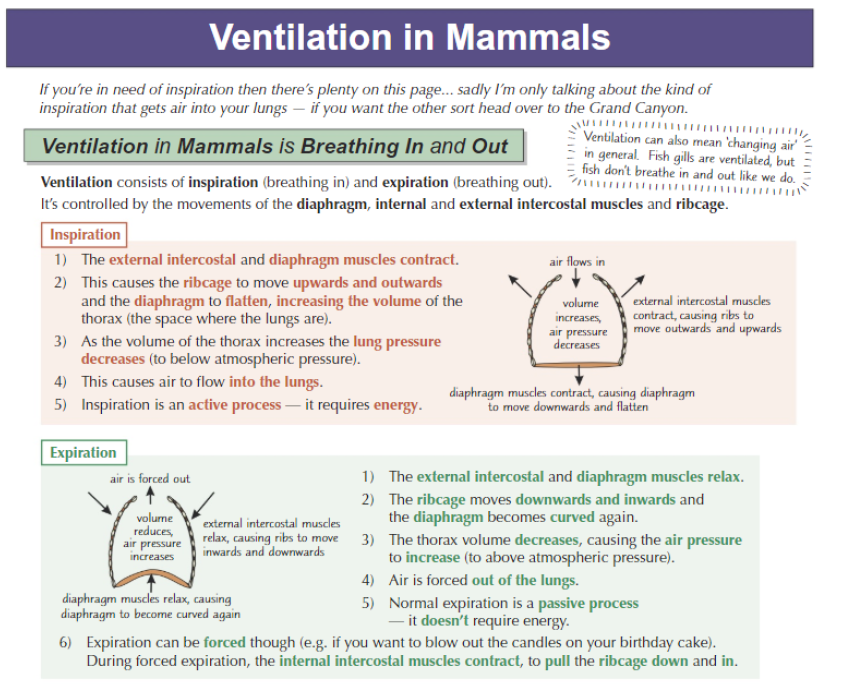 Ventilation in Mammals
If you're in need of inspiration then there's plenty on this page... sadly I'm only talking about the kind of
inspiration that gets air into your lungs — if you want the other sort head over to the Grand Canyon.
Ventilation in Mammals is Breathing In and Out
Ventilation can also mean 'changing air'
in general. Fish gills are ventilated, but
fish don't breathe in and out like we do.
Ventilation consists of inspiration (breathing in) and expiration (breathing out).
It's controlled by the movements of the diaphragm, internal and external intercostal muscles and ribcage.
Inspiration
1) The external intercostal and diaphragm muscles contract.
2) This causes the ribcage to move upwards and outwards
and the diaphragm to flatten, increasing the volume of the
thorax (the space where the lungs are).
3) As the volume of the thorax increases the lung pressure
decreases (to below atmospheric pressure).
4) This causes air to flow into the lungs.
5) Inspiration is an active process — it requires energy.
air flows in
volume
increases,
air pressure
decreases
external intercostal muscles
contract, causing ribs to
move outwards and upwards
diaphragm muscles contract, causing diaphragm
to move downwards and flatten
Expiration
air is forced out
volume
reduces,
air pressure
increases
external intercostal muscles
relax, causing ribs to move
inwards and downwards
diaphragm muscles relax, causing
diaphragm to become curved again
1) The external intercostal and diaphragm muscles relax.
2) The ribcage moves downwards and inwards and
the diaphragm becomes curved again.
3) The thorax volume decreases, causing the air pressure
to increase (to above atmospheric pressure).
4) Air is forced out of the lungs.
5) Normal expiration is a passive process
— it doesn't require energy.
6) Expiration can be forced though (e.g. if you want to blow out the candles on your birthday cake).
During forced expiration, the internal intercostal muscles contract, to pull the ribcage down and in.